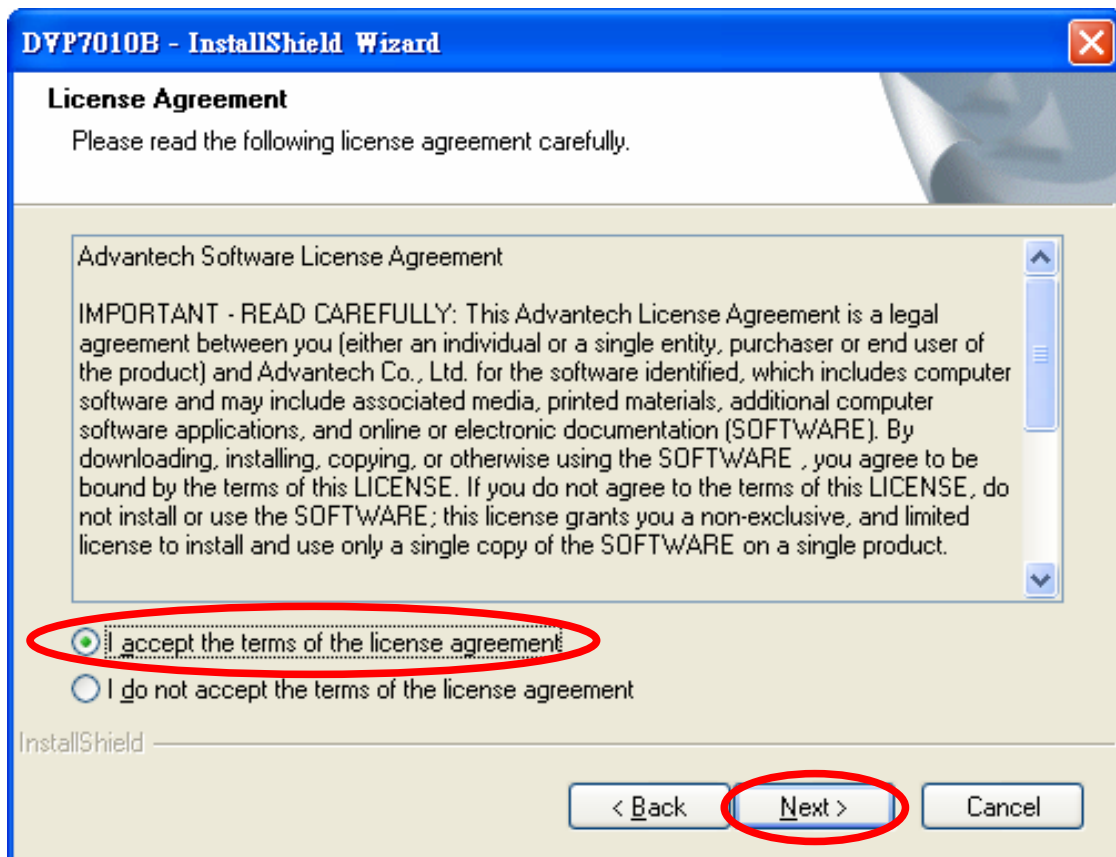 DVP7010B - InstallShield Wizard
License Agreement
Please read the following license agreement carefully.
Advantech Software License Agreement
IMPORTANT - READ CAREFULLY: This Advantech License Agreement is a legal
agreement between you (either an individual or a single entity, purchaser or end user of
the product) and Advantech Co., Ltd. for the software identified, which includes computer
software and may include associated media, printed materials, additional computer
software applications, and online or electronic documentation (SOFTWARE). By
downloading, installing, copying, or otherwise using the SOFTWARE , you agree to be
bound by the terms of this LICENSE. If you do not agree to the terms of this LICENSE, do
not install or use the SOFTWARE; this license grants you a non-exclusive, and limited
license to install and use only a single copy of the SOFTWARE on a single product.
I accept the terms of the license agreement
I do not accept the terms of the license agreement
InstallShield
< Back
Next >
Cancel